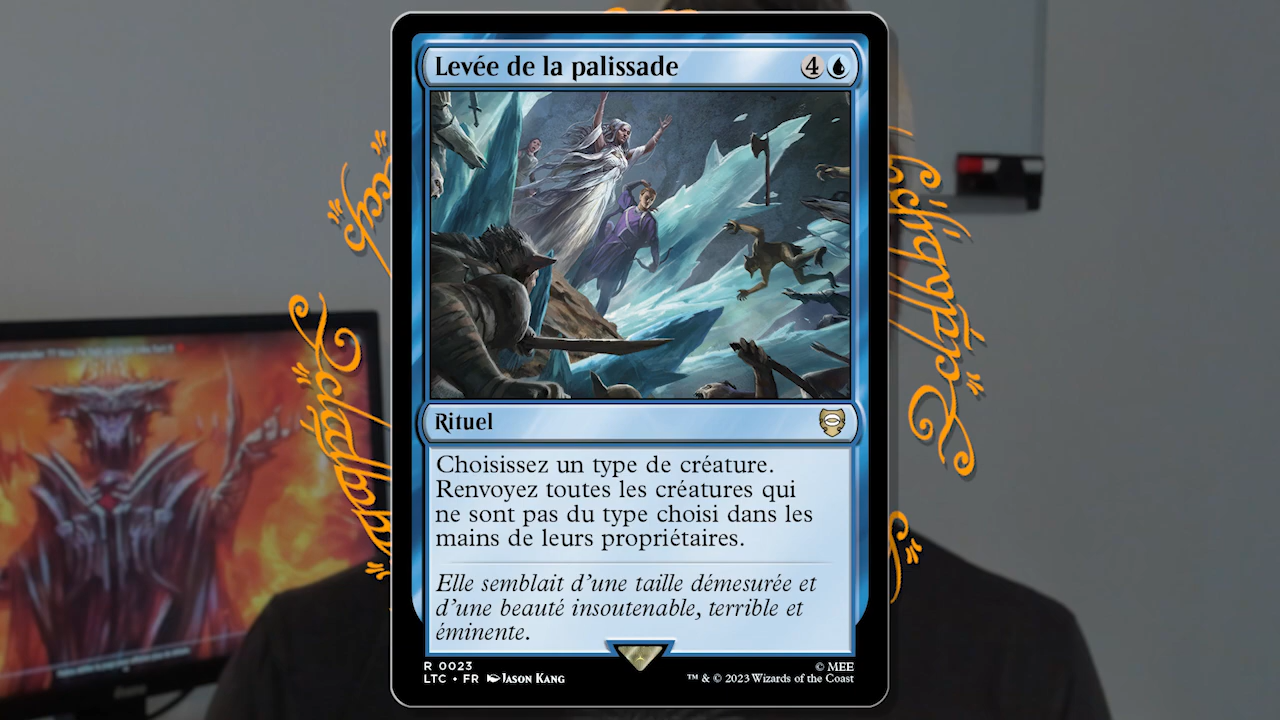 Levée de la palissade
4
Rituel
Choisissez un type de créature.
Renvoyez toutes les créatures qui
ne sont pas du type choisi dans les
mains de leurs propriétaires.
Elle semblait d’une taille démesurée et
d’une beauté insoutenable, terrible et
éminente.
R 0023
LTC • FR Jason Kang
© MEE
™ & © 2023 Wizards of the Coast